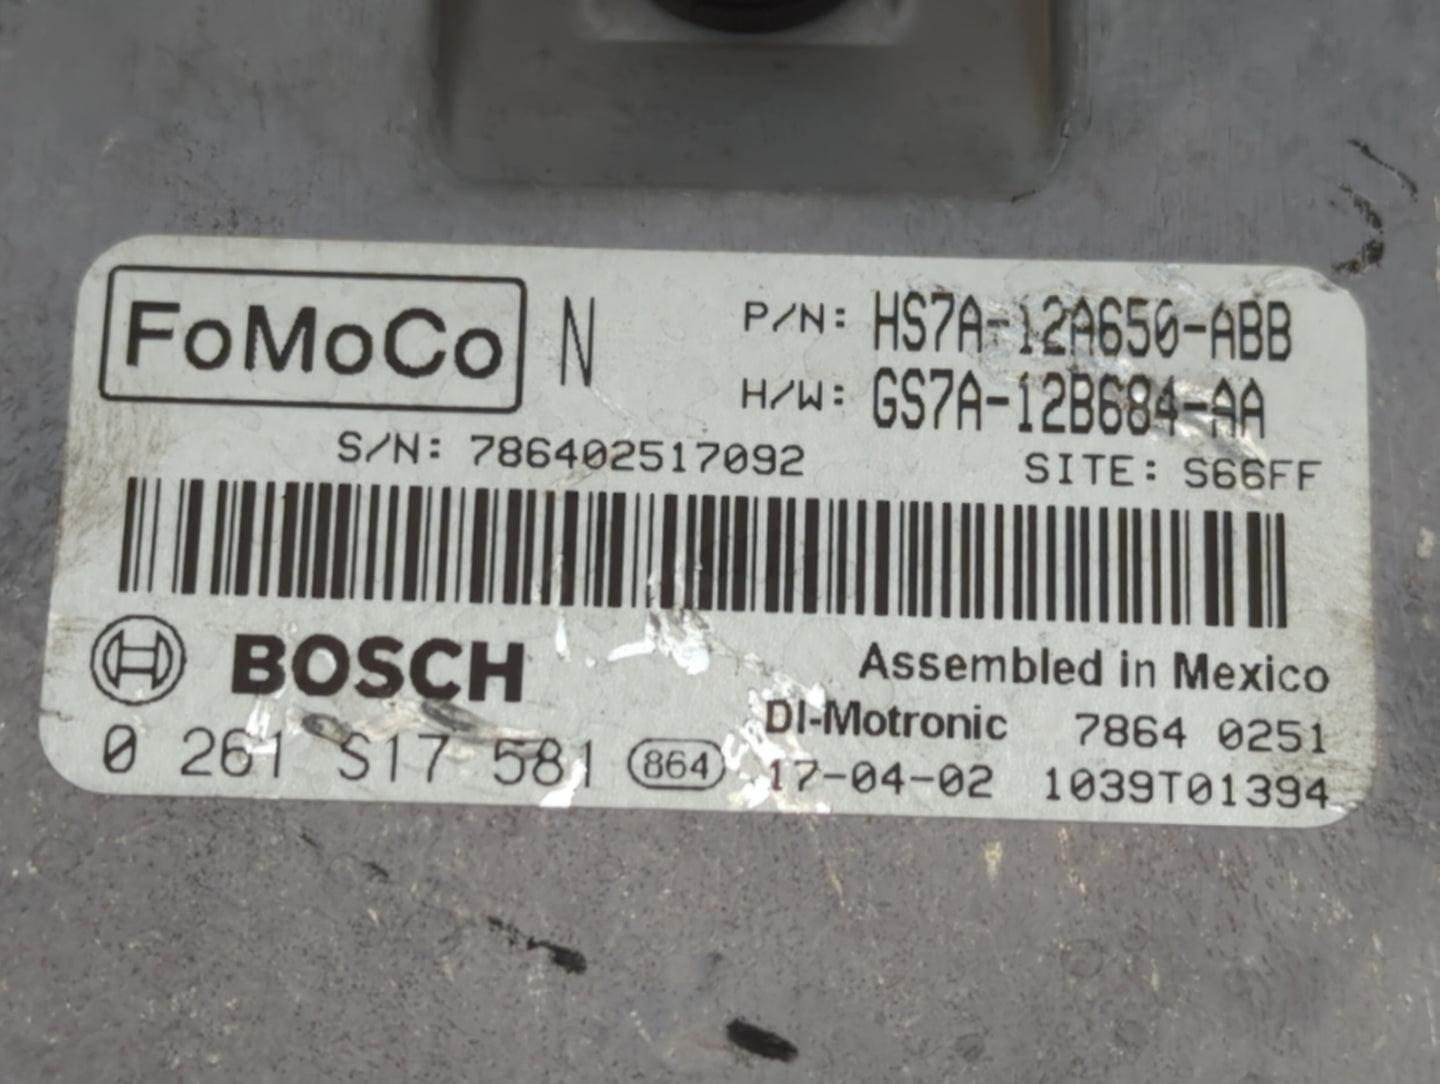 FoMoCo N P/N: HS7A-12A650-ABB
H/W: GS7A-12B684-AA
S/N: 786402517092 SITE: S66FF
BOSCH Assembled in Mexico
DI-Motronic 7864 0251
0 261 S17 581 864 17-04-02 1039T01394